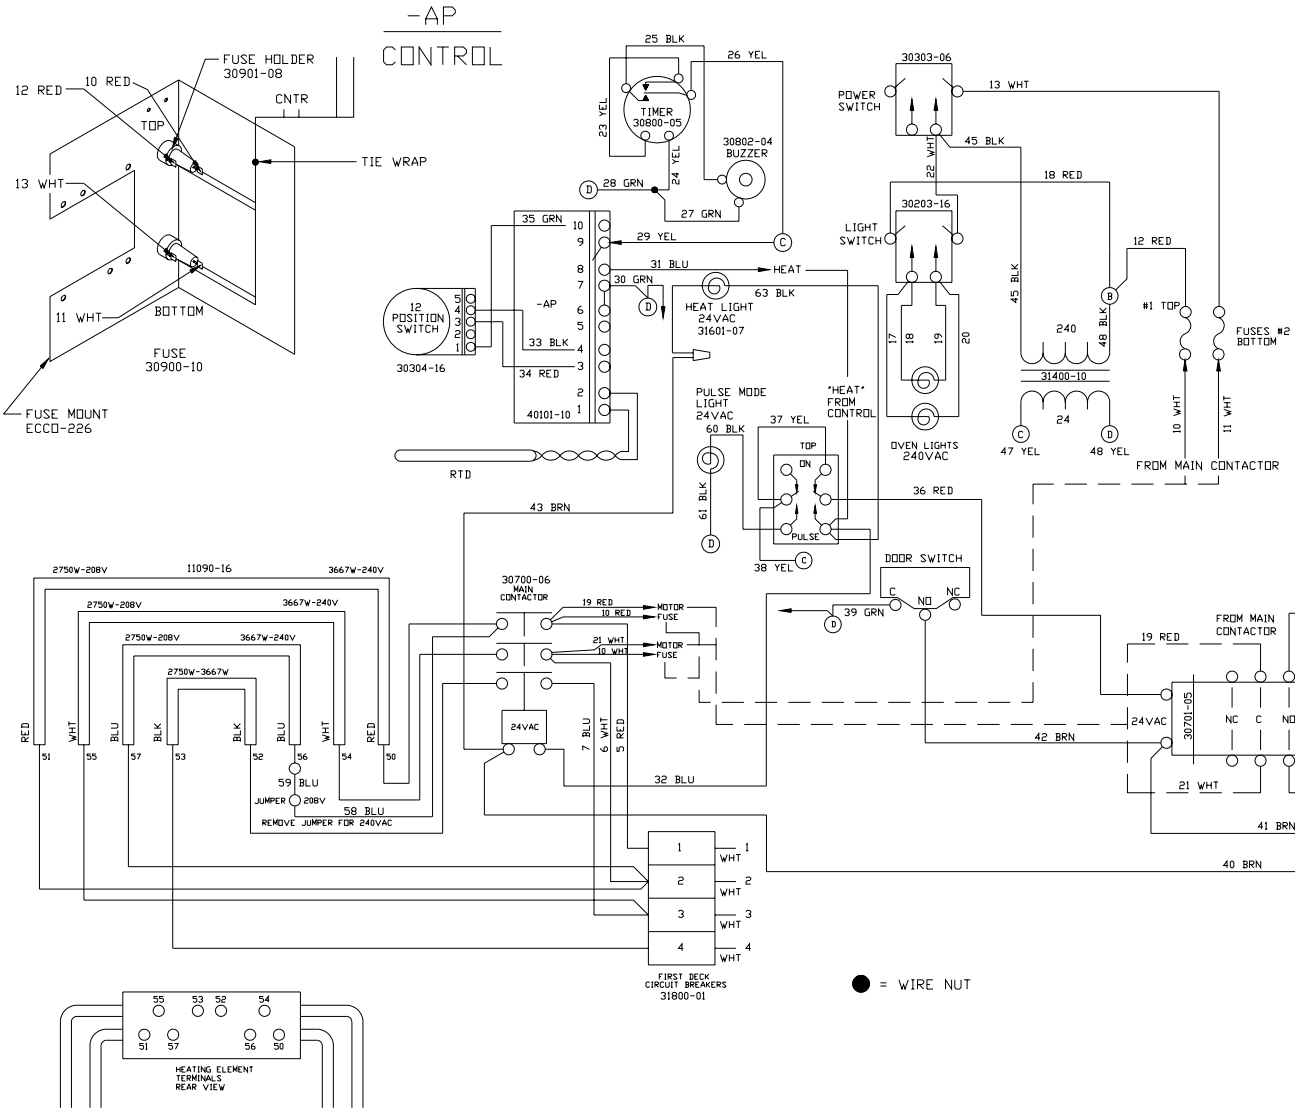 -AP
CONTROL
FUSE HOLDER
30901-08
12 RED
10 RED
CNTR
TOP
TIE WRAP
13 WHT
11 WHT
BOTTOM
FUSE
30900-10
FUSE MOUNT
ECCO-226
25 BLK
26 YEL
23 YEL
TIMER
30800-05
24 YEL
30802-04
BUZZER
D
28 GRN
27 GRN
35 GRN
10
9
8
7
6
5
4
3
2
1
29 YEL
C
31 BLU
HEAT
30 GRN
D
63 BLK
HEAT LIGHT
24VAC
31601-07
12
POSITION
SWITCH
5
4
3
2
1
30304-16
-AP
33 BLK
34 RED
40101-10
RTD
30303-06
POWER
SWITCH
13 WHT
45 BLK
22 WHT
18 RED
30203-16
LIGHT
SWITCH
12 RED
45 BLK
B
48 BLK
#1 TOP
FUSES #2
BOTTOM
17
18
19
20
240
31400-10
24
C
D
47 YEL
48 YEL
10 WHT
11 WHT
FROM MAIN CONTACTOR
OVEN LIGHTS
240VAC
PULSE MODE
LIGHT
24VAC
60 BLK
61 BLK
D
"HEAT"
FROM
CONTROL
37 YEL
TOP
ON
PULSE
38 YEL
C
36 RED
43 BRN
DOOR SWITCH
C
NO
NC
39 GRN
D
2750W-208V
11090-16
3667W-240V
2750W-208V
3667W-240V
2750W-208V
3667W-240V
2750W-3667W
RED
WHT
BLU
BLK
BLK
BLU
WHT
RED
51
55
57
53
52
56
54
50
59 BLU
JUMPER
208V
58 BLU
REMOVE JUMPER FOR 240VAC
30700-06
MAIN
CONTACTOR
19 RED
10 RED
MOTOR
FUSE
21 WHT
10 WHT
MOTOR
FUSE
24VAC
7 BLU
6 WHT
5 RED
32 BLU
FROM MAIN
CONTACTOR
19 RED
24VAC
30701-05
NC
C
NO
42 BRN
21 WHT
41 BRN
40 BRN
1
1
WHT
2
2
WHT
3
3
WHT
4
4
WHT
FIRST DECK
CIRCUIT BREAKERS
31800-01
= WIRE NUT
55
53
52
54
51
57
56
50
HEATING ELEMENT
TERMINALS
REAR VIEW